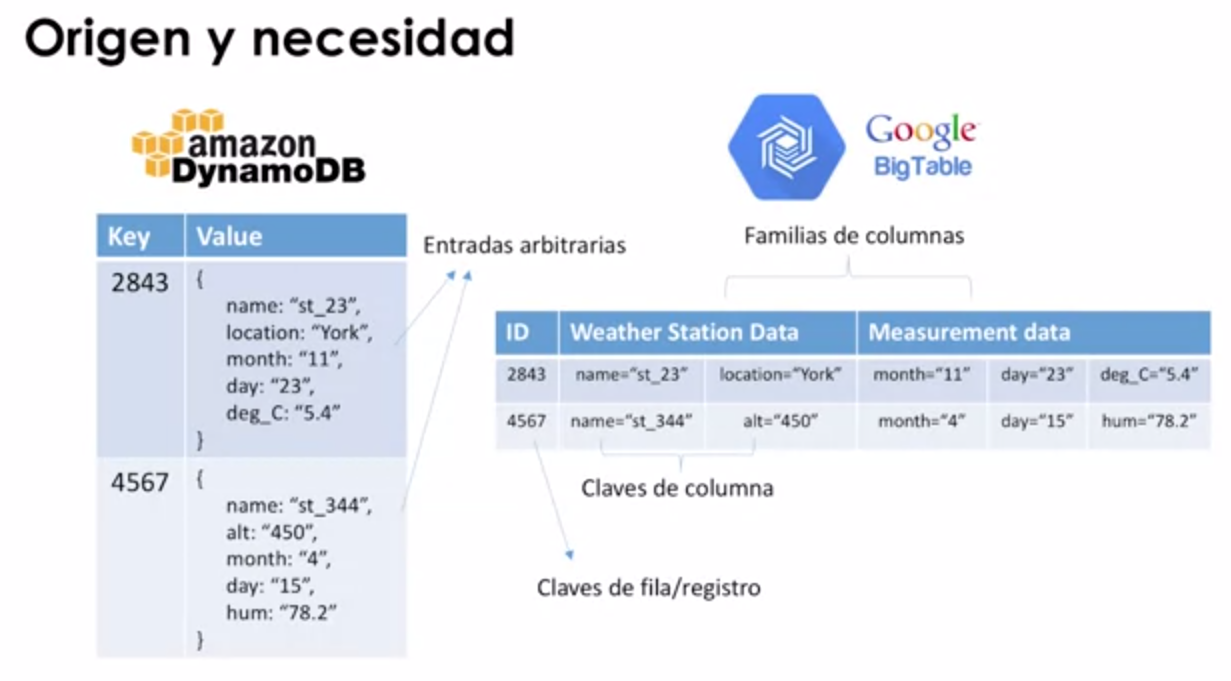 Origen y necesidad
amazon
DynamoDB
Google
BigTable
Key Value
2843 {
name: “st_23”,
location: “York”,
month: “11”,
day: “23”,
deg_C: “5.4”
}
4567 {
name: “st_344”,
alt: “450”,
month: “4”,
day: “15”,
hum: “78.2”
}
Entradas arbitrarias
Familias de columnas
ID Weather Station Data Measurement data
2843 name=“st_23” location=“York” month=“11” day=“23” deg_C=“5.4”
4567 name=“st_344” alt=“450” month=“4” day=“15” hum=“78.2”
Claves de columna
Claves de fila/registro